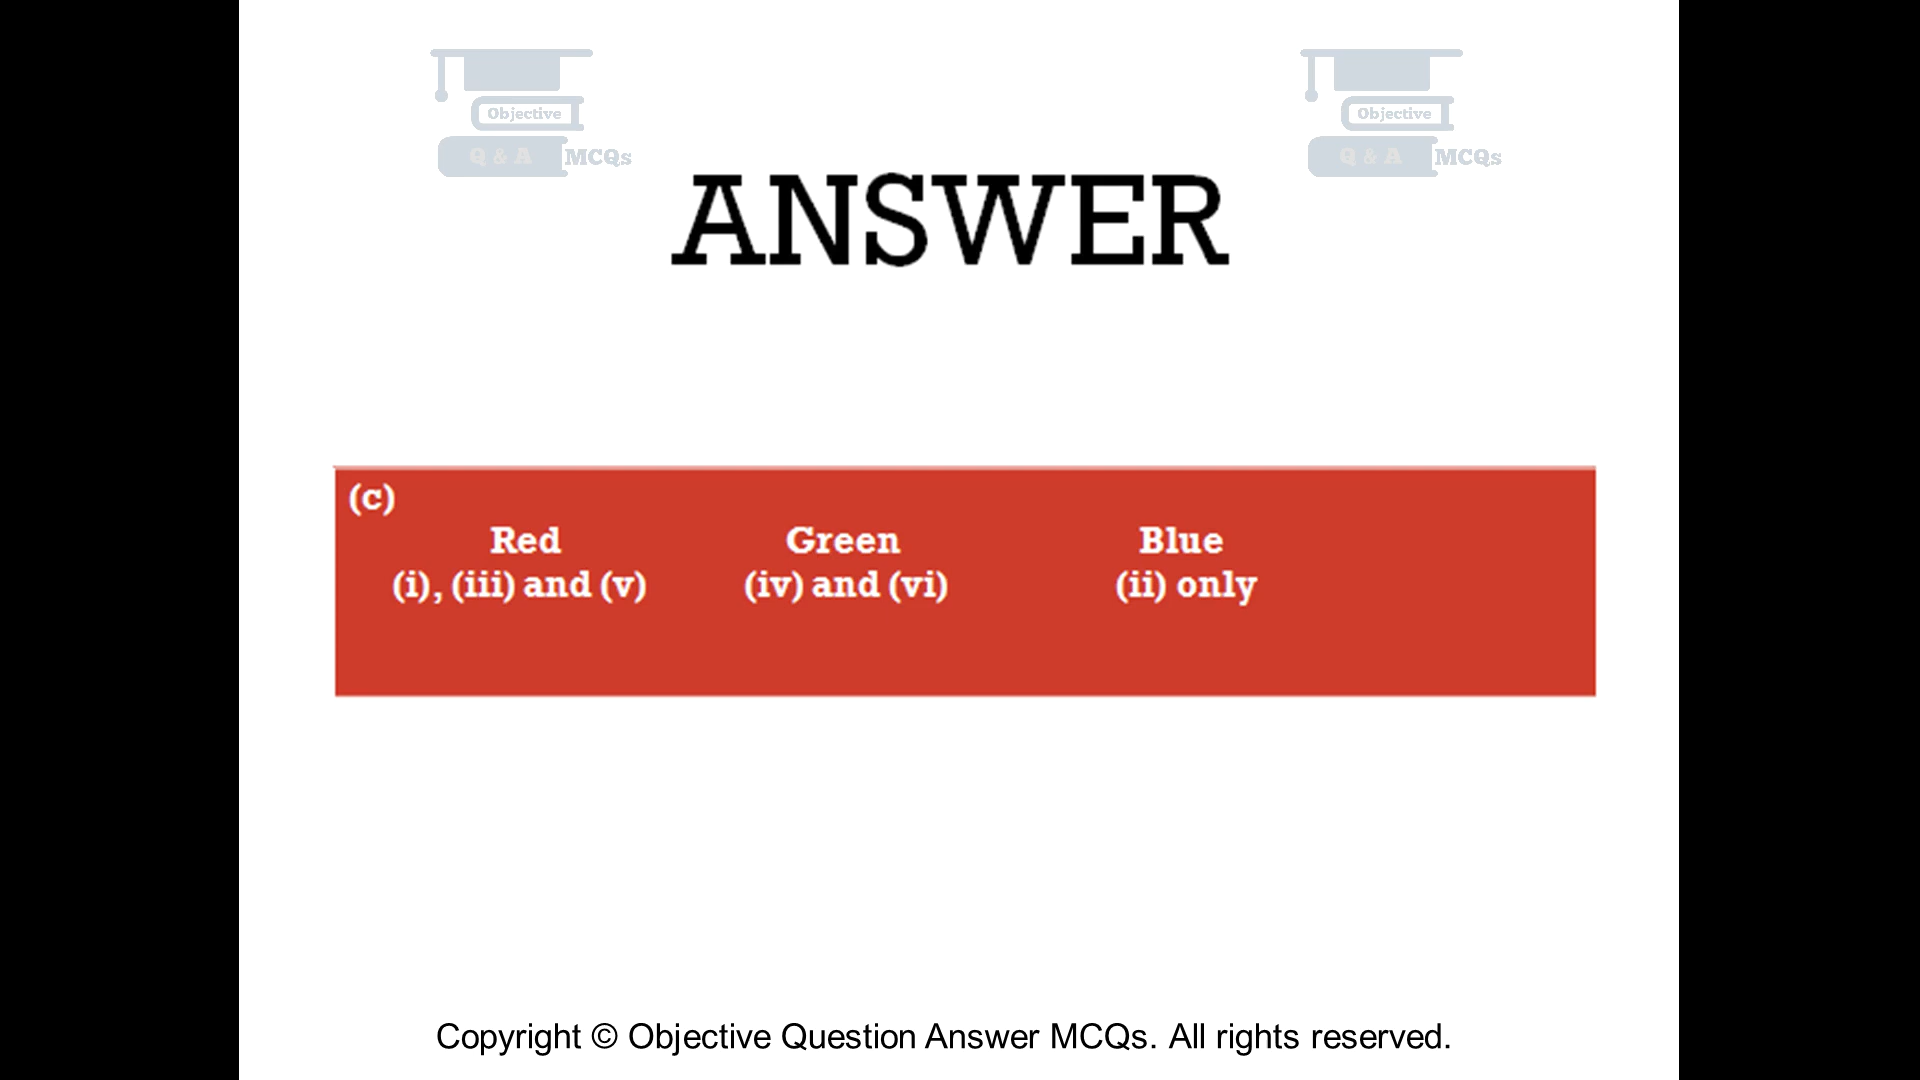 Objective
Q & A MCQs
Objective
Q & A MCQs
ANSWER
(c)
Red Green Blue
(i), (iii) and (v) (iv) and (vi) (ii) only
Copyright © Objective Question Answer MCQs. All rights reserved.